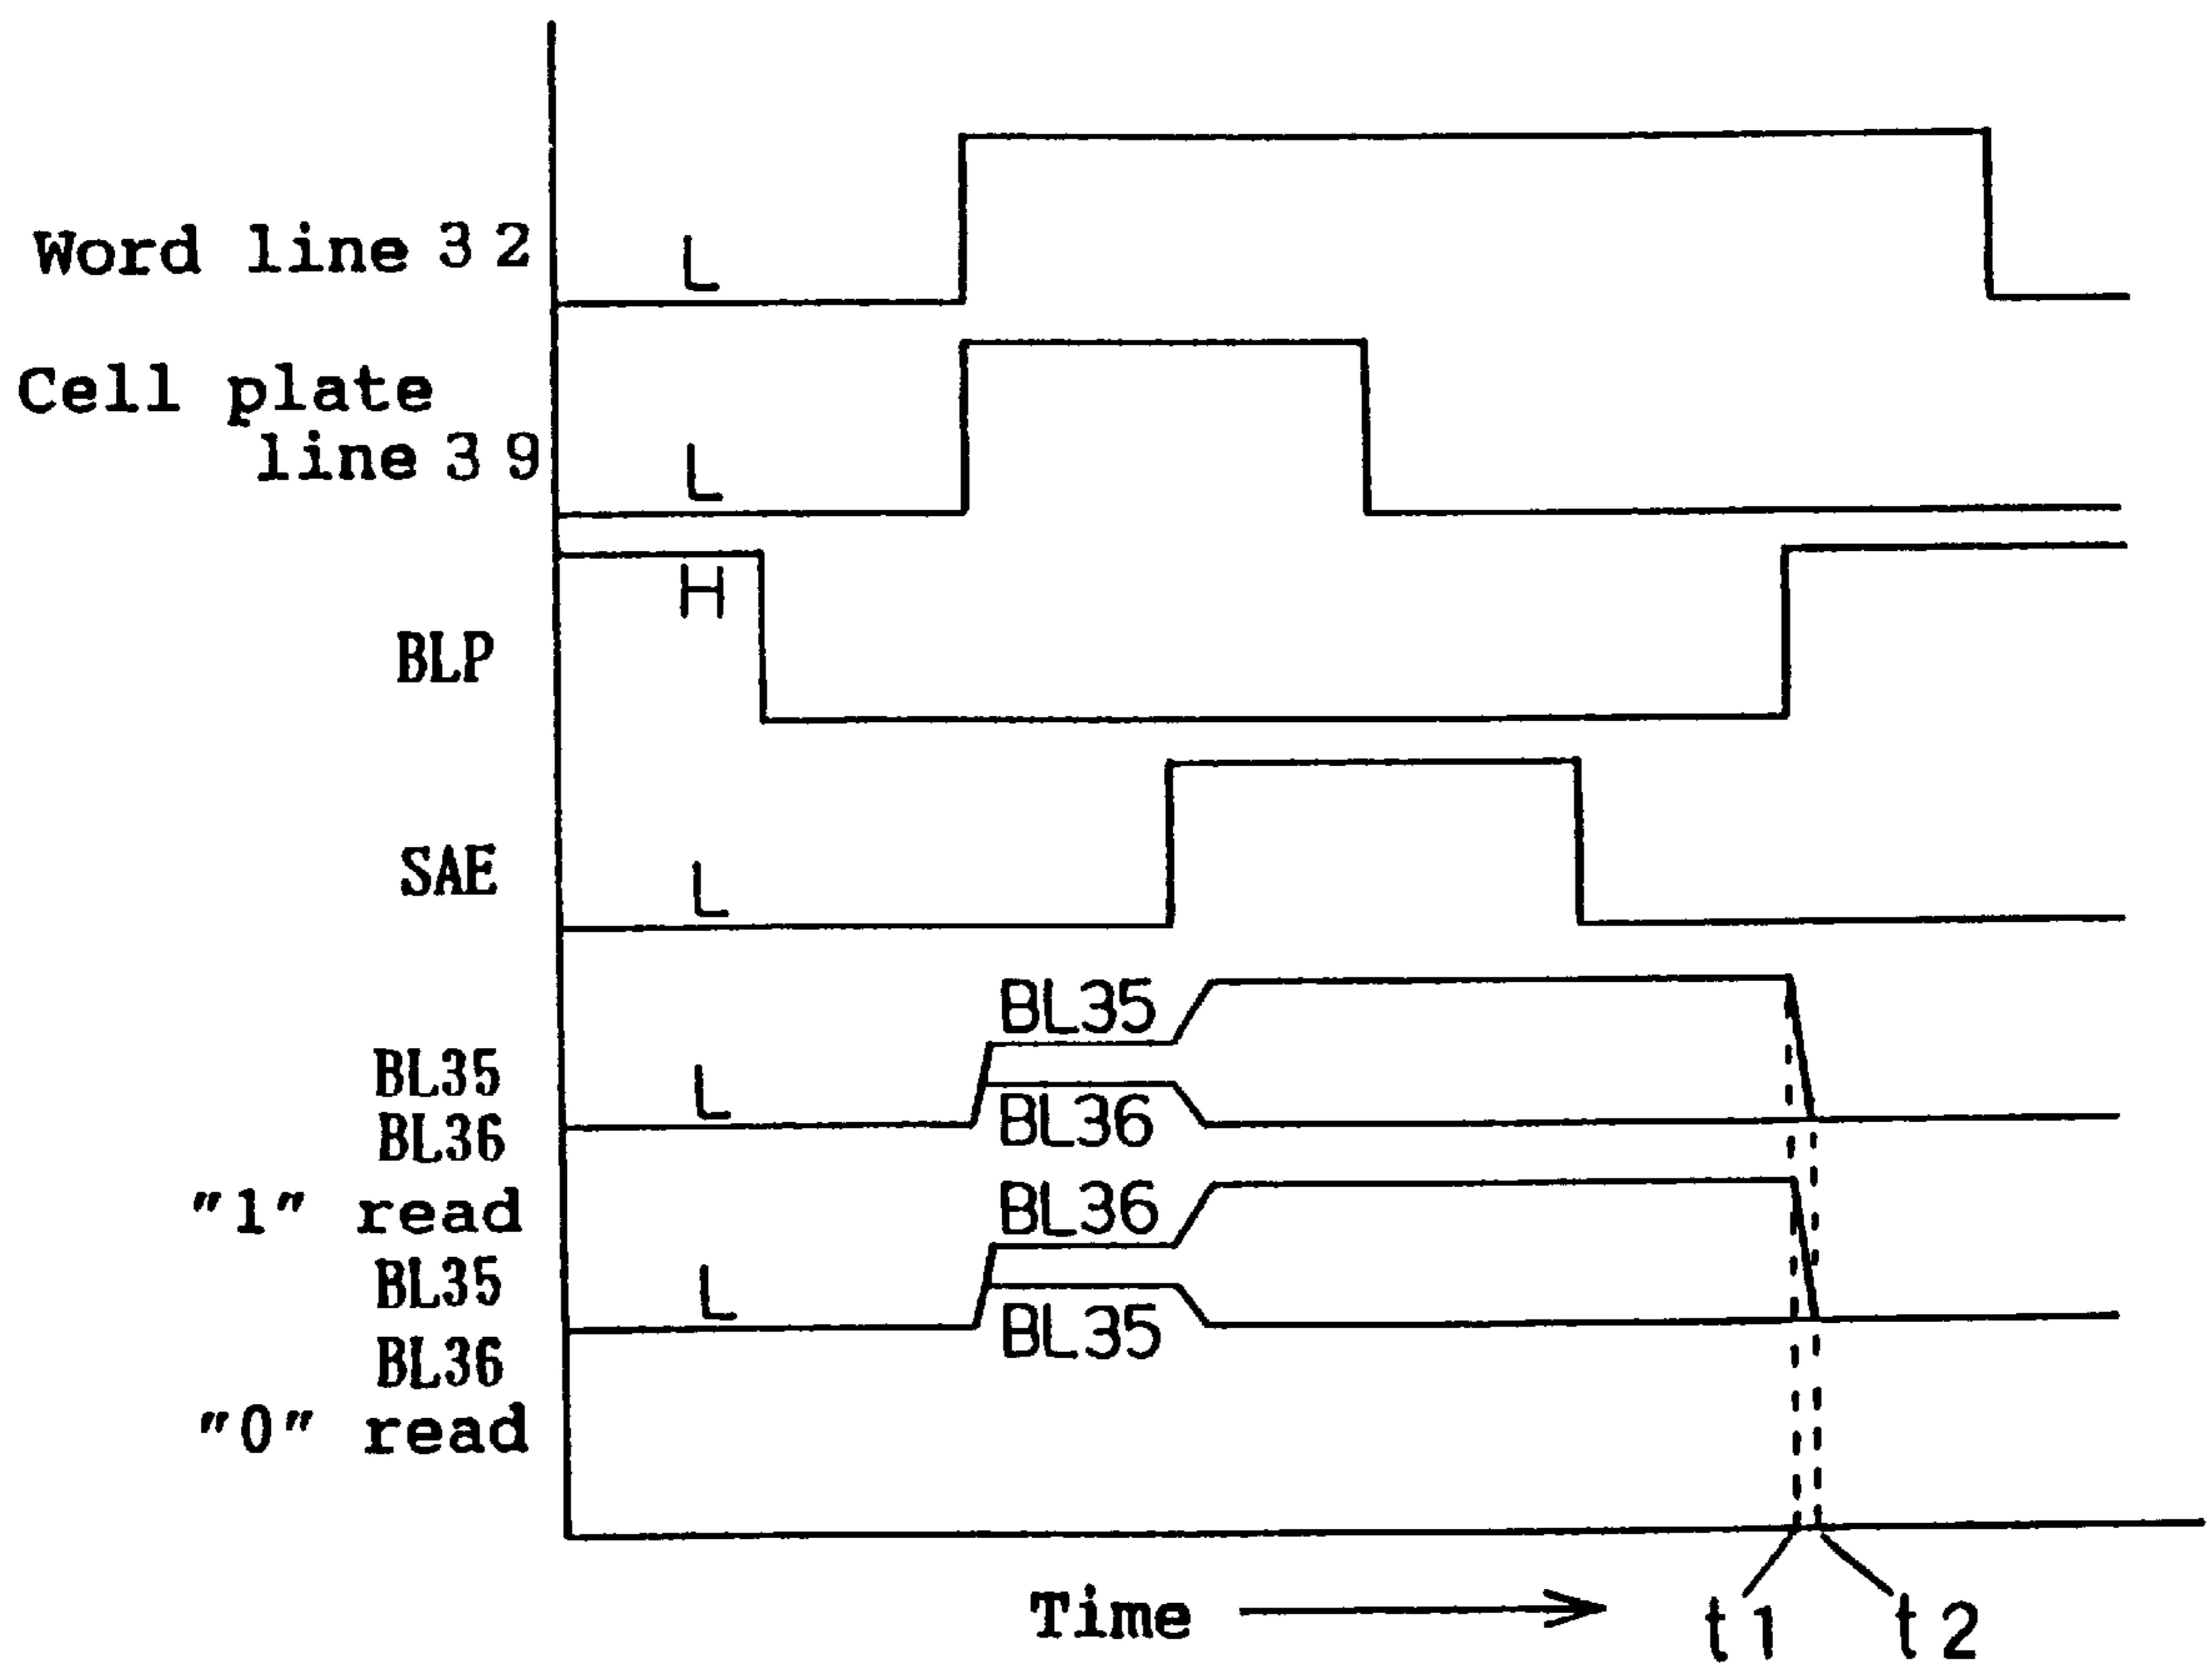 Word line 32
L
Cell plate
line 39
L
H
BLP
SAE
L
BL35
BL35
L
BL36
BL36
"1" read
BL36
BL35
L
BL35
BL36
"0" read
Time
t1
t2